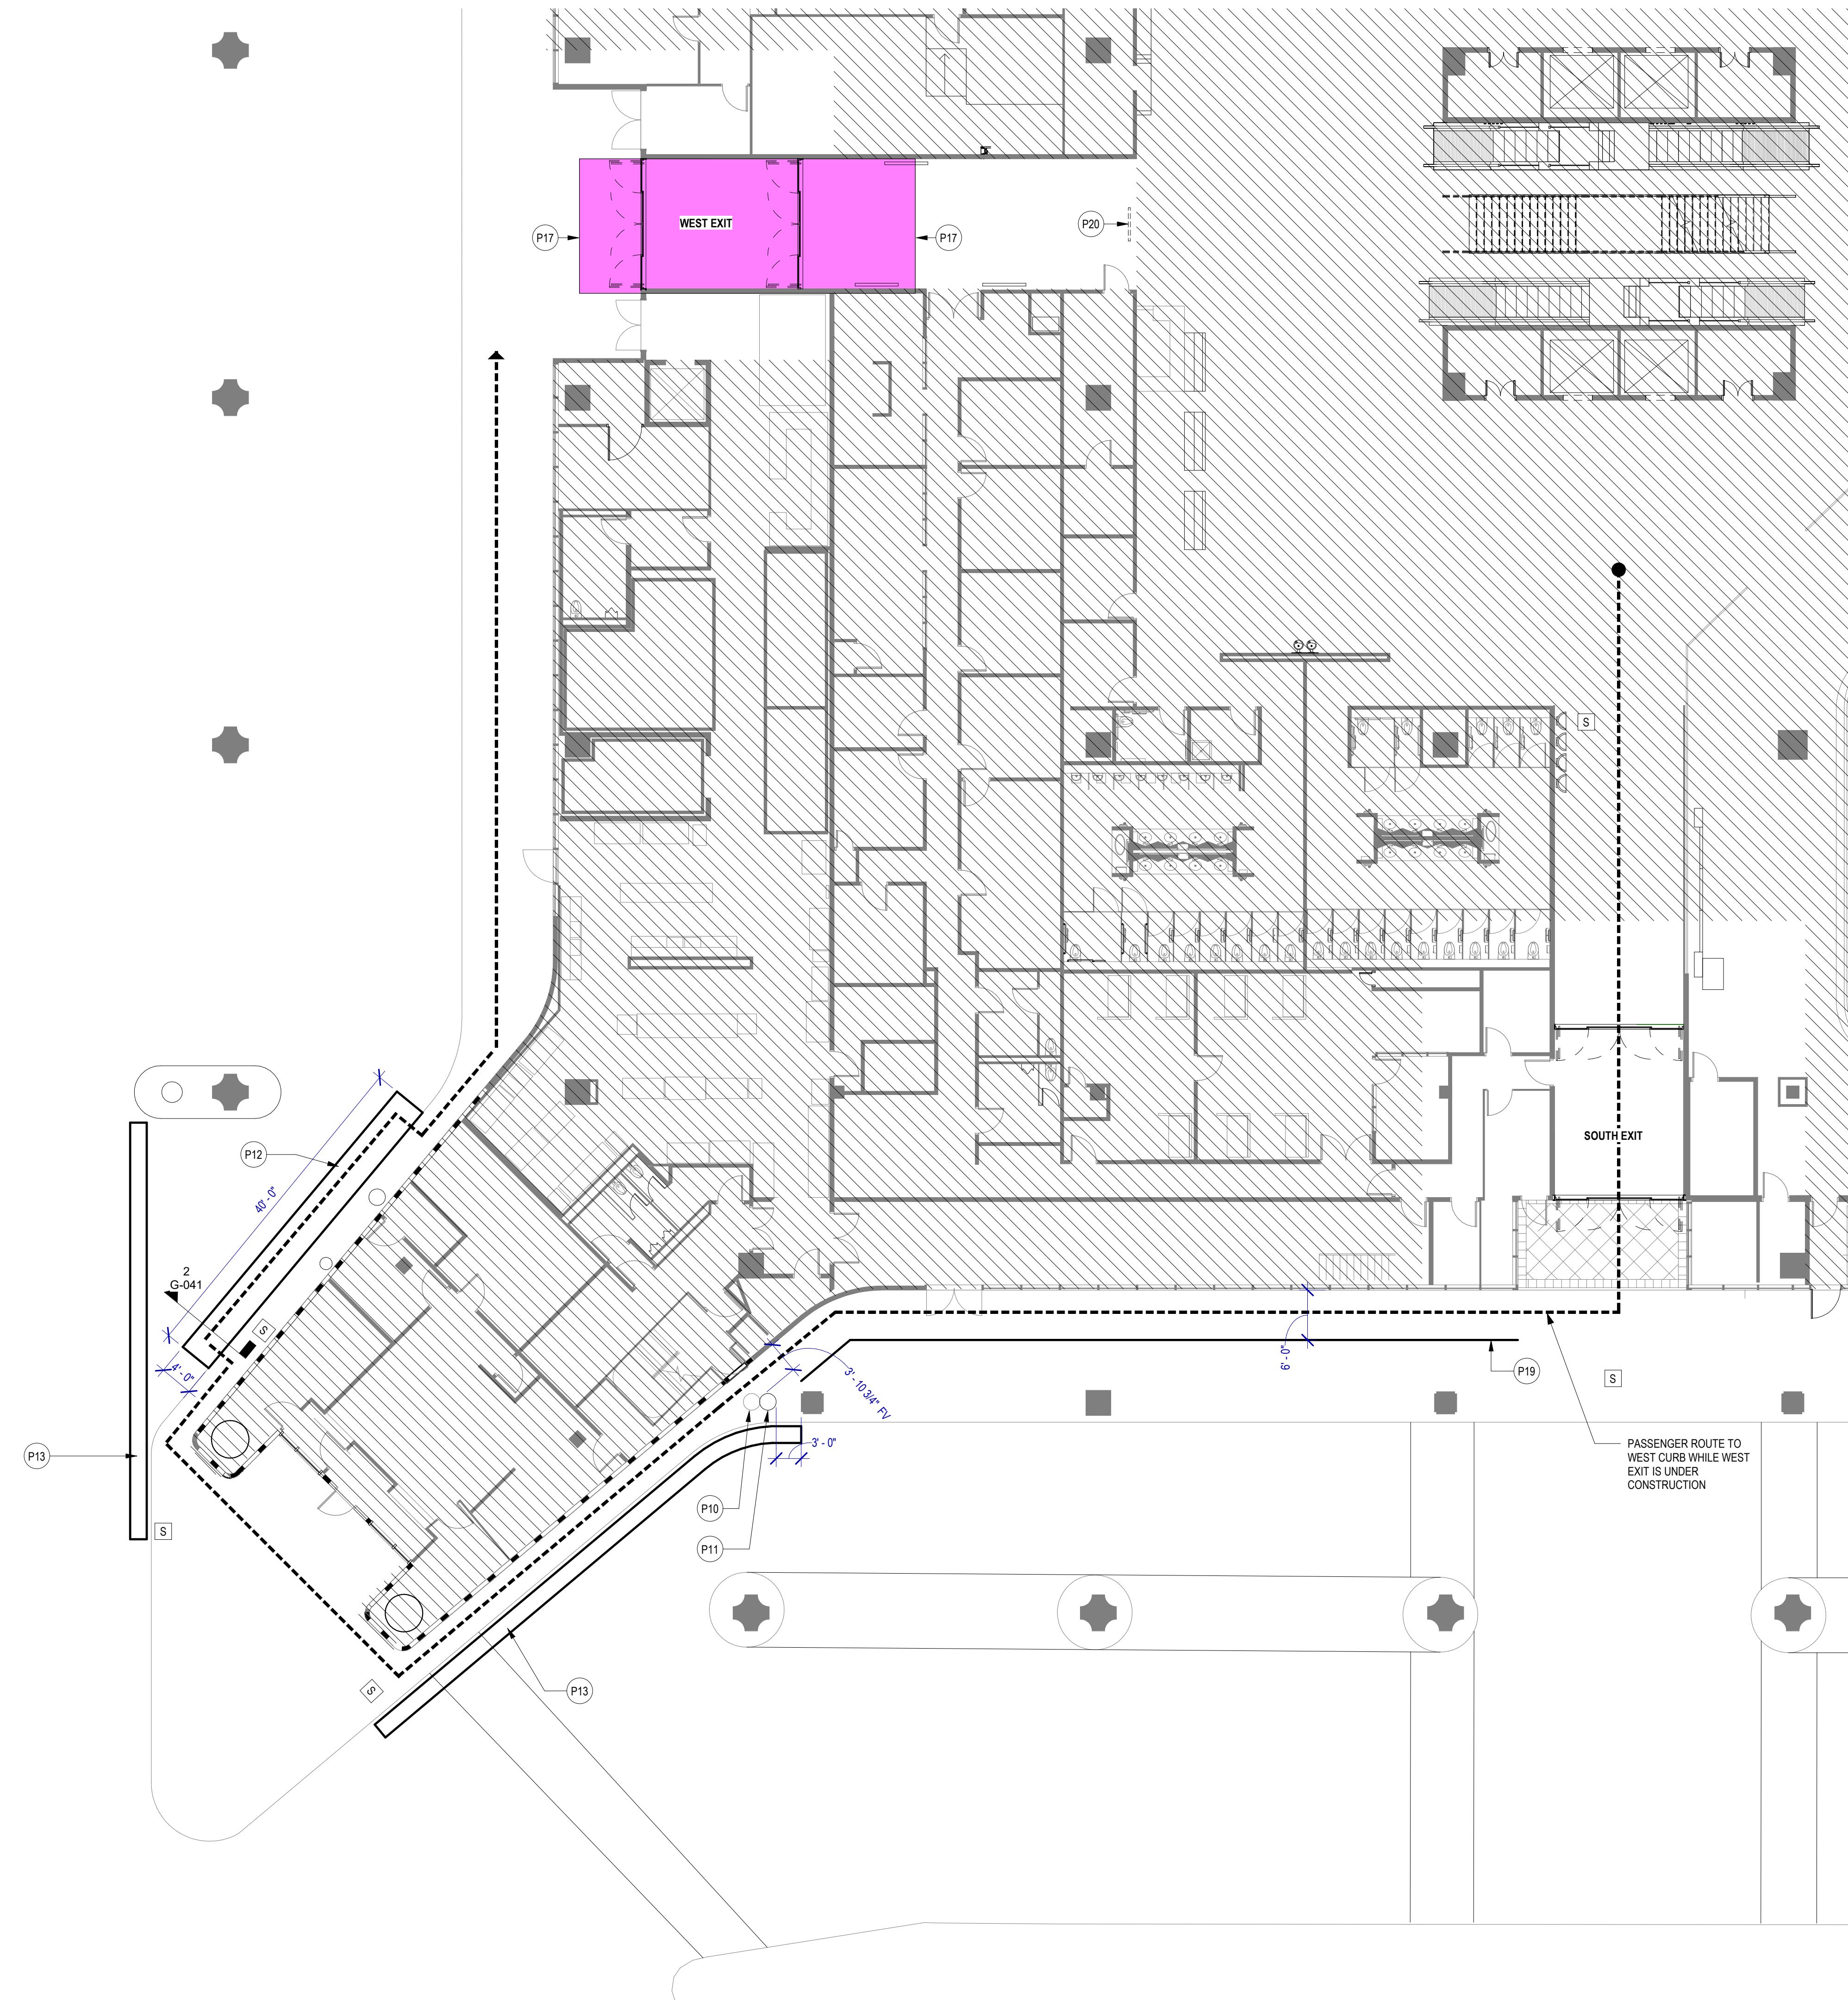 WEST EXIT
P17
P17
P20
S
P12
40' - 0"
SOUTH EXIT
2
G-041
S
4' - 0"
6' - 0"
3' - 10 3/4" FV
P19
S
3' - 0"
P13
PASSENGER ROUTE TO
WEST CURB WHILE WEST
EXIT IS UNDER
CONSTRUCTION
P10
S
P11
S
P13